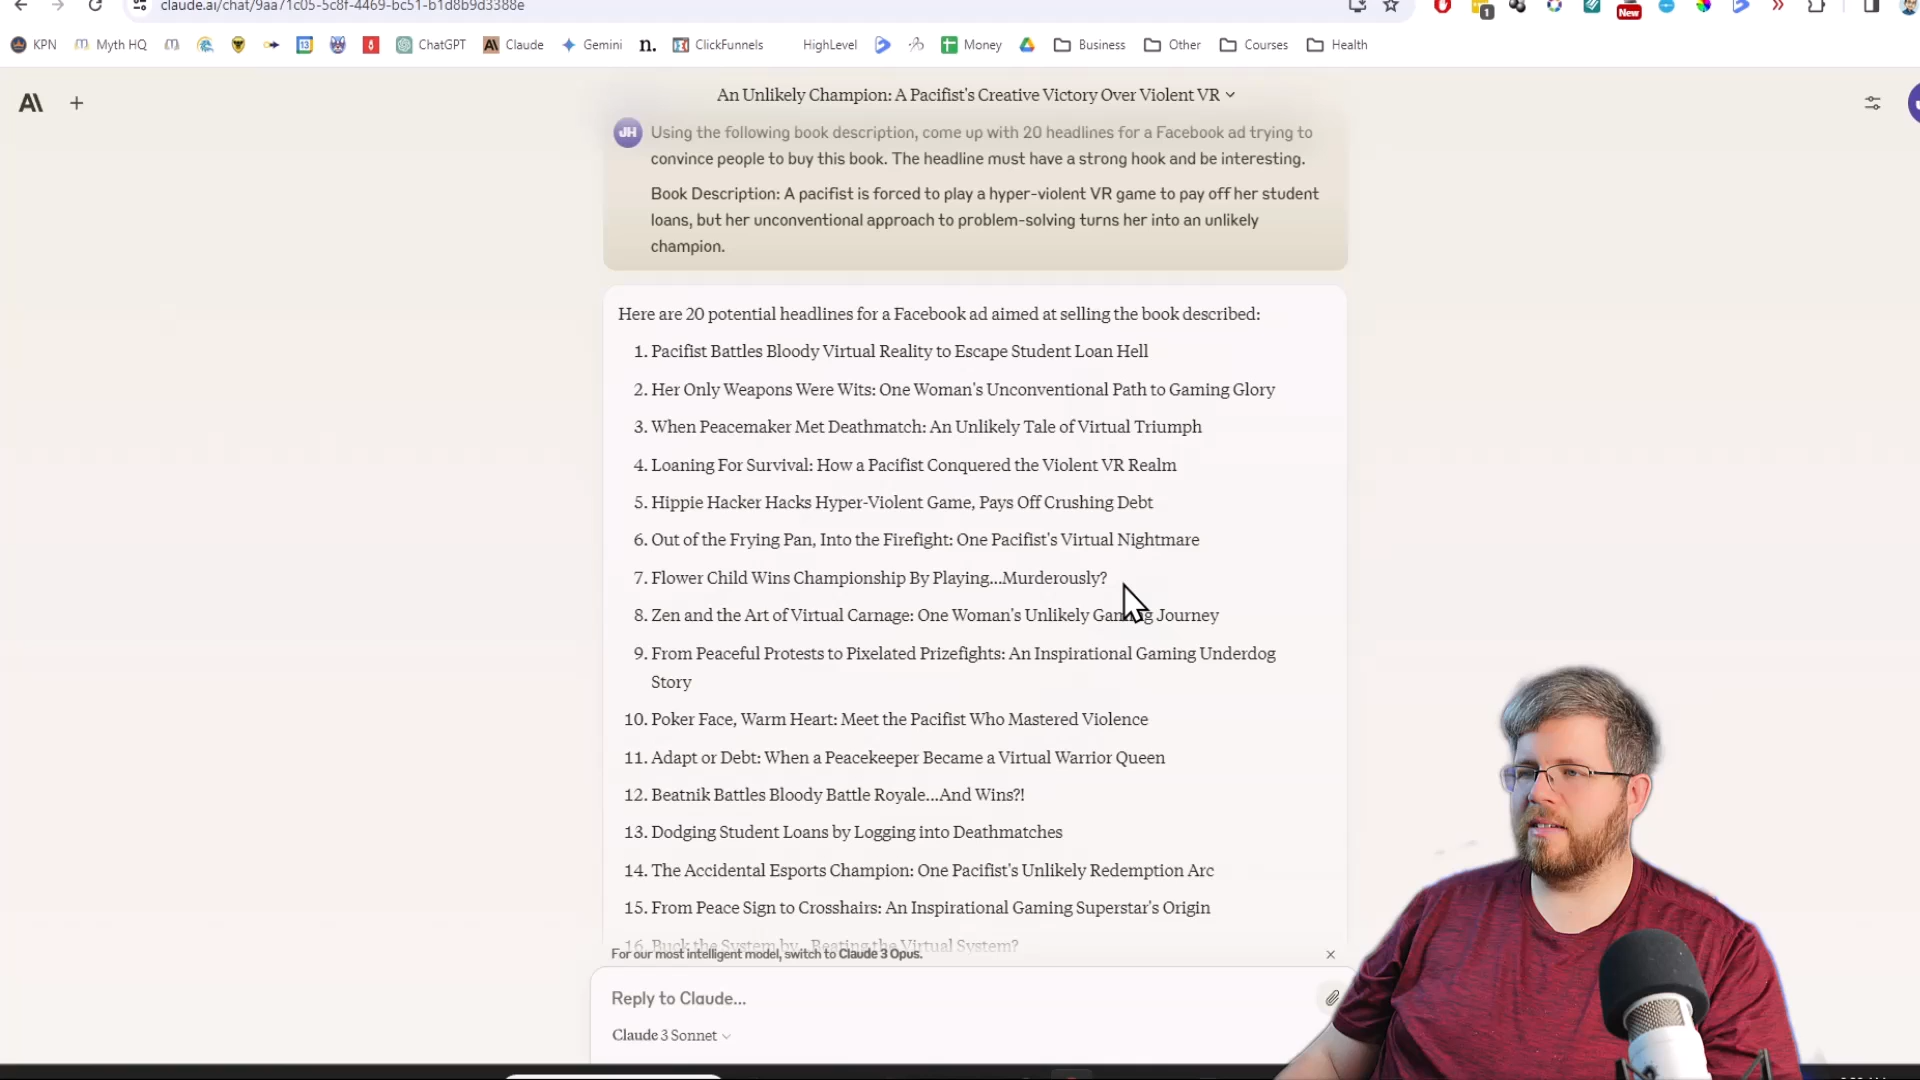 claude.ai/chat/9aa71c05-5c8f-4469-bc51-b1d8b9d3388e
1
New
KPN
Myth HQ
13
8
ChatGPT
Claude
Gemini
n.
ClickFunnels
HighLevel
Money
Business
Other
Courses
Health
An Unlikely Champion: A Pacifist's Creative Victory Over Violent VR
JH
Using the following book description, come up with 20 headlines for a Facebook ad trying to
convince people to buy this book. The headline must have a strong hook and be interesting.
Book Description: A pacifist is forced to play a hyper-violent VR game to pay off her student
loans, but her unconventional approach to problem-solving turns her into an unlikely
champion.
Here are 20 potential headlines for a Facebook ad aimed at selling the book described:
1. Pacifist Battles Bloody Virtual Reality to Escape Student Loan Hell
2. Her Only Weapons Were Wits: One Woman's Unconventional Path to Gaming Glory
3. When Peacemaker Met Deathmatch: An Unlikely Tale of Virtual Triumph
4. Loaning For Survival: How a Pacifist Conquered the Violent VR Realm
5. Hippie Hacker Hacks Hyper-Violent Game, Pays Off Crushing Debt
6. Out of the Frying Pan, Into the Firefight: One Pacifist's Virtual Nightmare
7. Flower Child Wins Championship By Playing...Murderously?
8. Zen and the Art of Virtual Carnage: One Woman's Unlikely Gaming Journey
9. From Peaceful Protests to Pixelated Prizefights: An Inspirational Gaming Underdog
Story
10. Poker Face, Warm Heart: Meet the Pacifist Who Mastered Violence
11. Adapt or Debt: When a Peacekeeper Became a Virtual Warrior Queen
12. Beatnik Battles Bloody Battle Royale...And Wins?!
13. Dodging Student Loans by Logging into Deathmatches
14. The Accidental Esports Champion: One Pacifist's Unlikely Redemption Arc
15. From Peace Sign to Crosshairs: An Inspirational Gaming Superstar's Origin
16. Buck the System by...Beating the Virtual System?
For our most intelligent model, switch to Claude 3 Opus.
Reply to Claude...
Claude 3 Sonnet